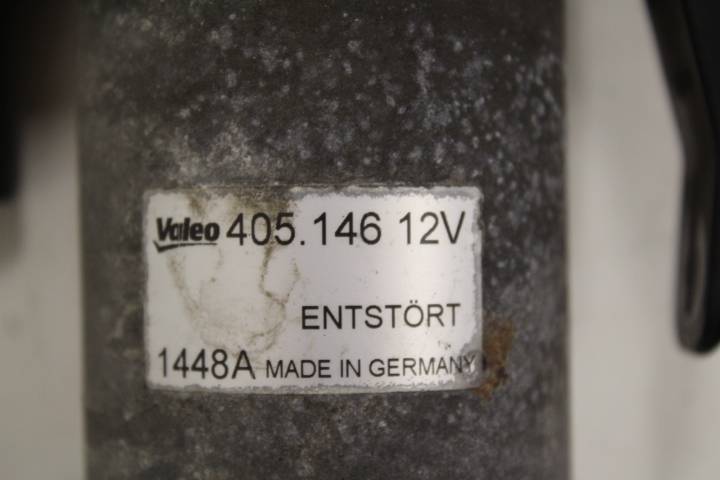 Valeo 405.146 12V
ENTSTÖRT
1448A MADE IN GERMANY